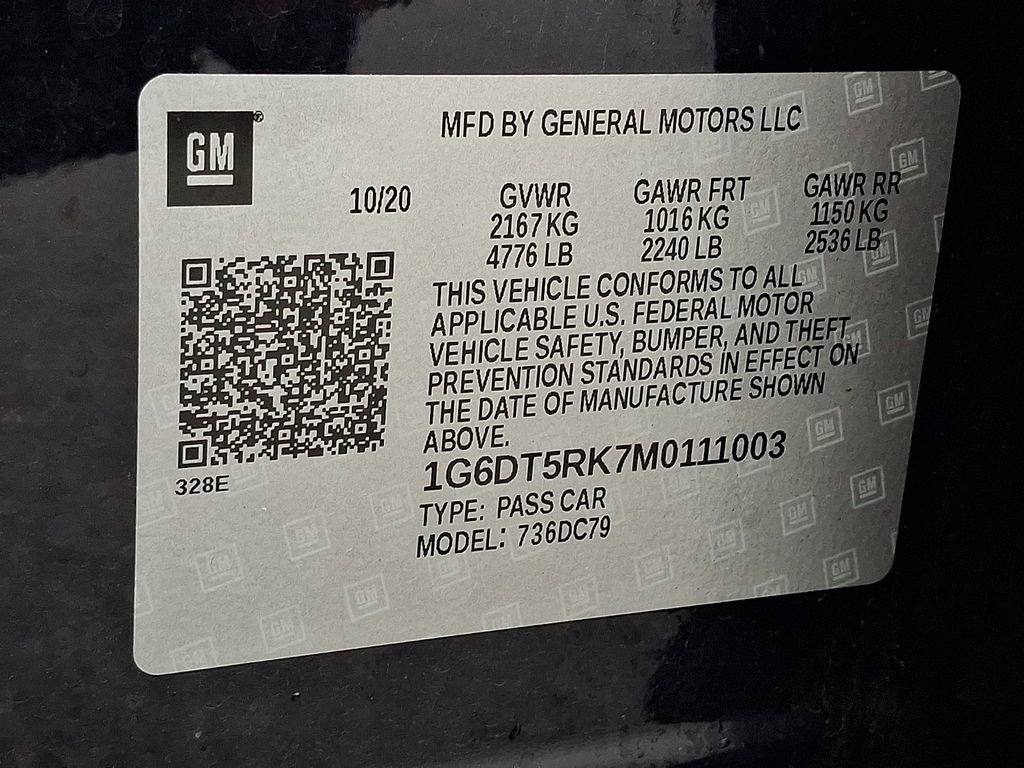 GM
MFD BY GENERAL MOTORS LLC
10/20
GVWR GAWR FRT GAWR RR
2167 KG 1016 KG 1150 KG
4776 LB 2240 LB 2536 LB
THIS VEHICLE CONFORMS TO ALL
APPLICABLE U.S. FEDERAL MOTOR
VEHICLE SAFETY, BUMPER, AND THEFT
PREVENTION STANDARDS IN EFFECT ON
THE DATE OF MANUFACTURE SHOWN
ABOVE.
1G6DT5RK7M0111003
TYPE: PASS CAR
MODEL: 736DC79
328E